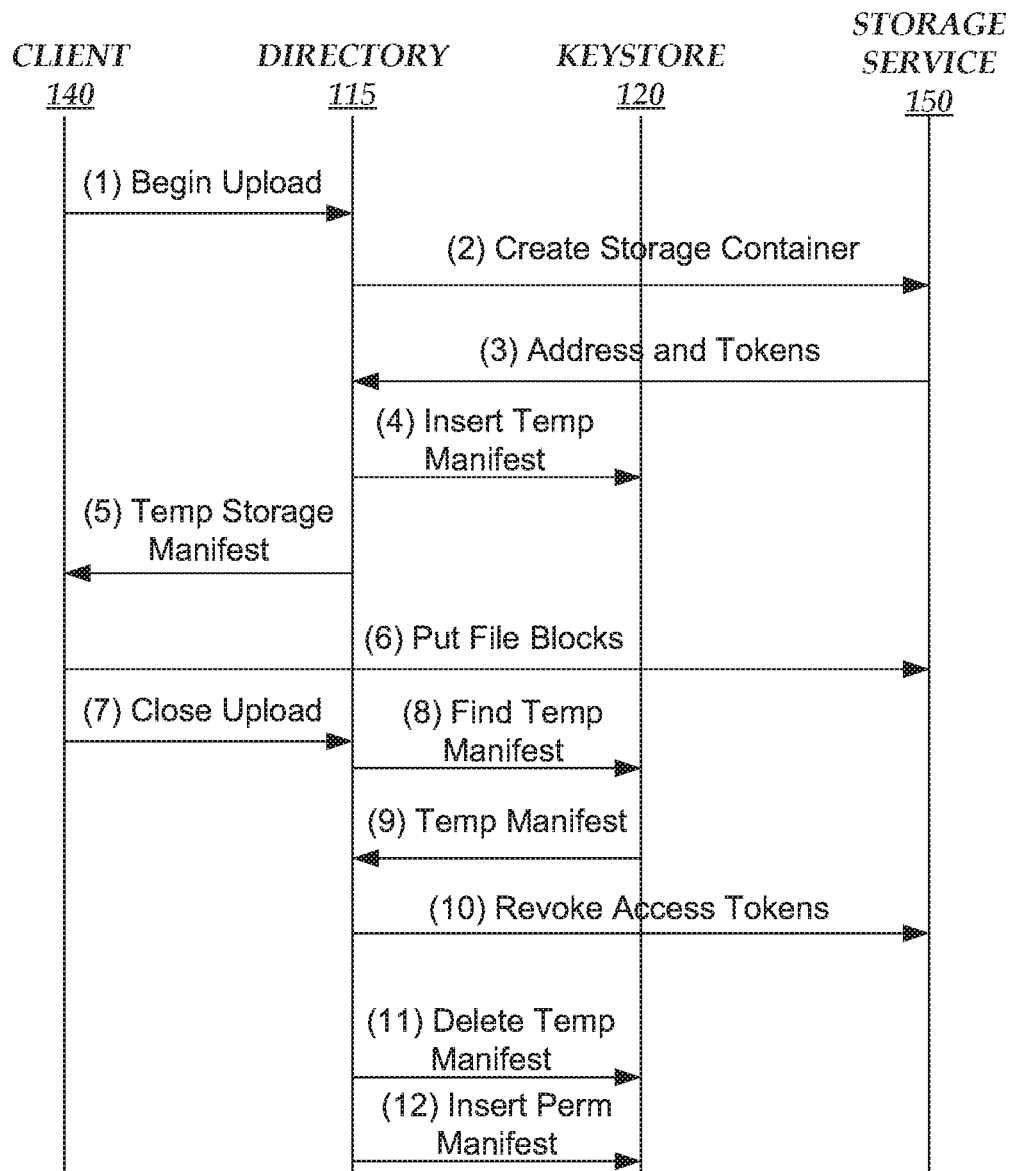 STORAGE
CLIENT DIRECTORY KEYSTORE SERVICE
140 115 120 150
(1) Begin Upload
(2) Create Storage Container
(3) Address and Tokens
(4) Insert Temp
Manifest
(5) Temp Storage
Manifest
(6) Put File Blocks
(7) Close Upload
(8) Find Temp
Manifest
(9) Temp Manifest
(10) Revoke Access Tokens
(11) Delete Temp
Manifest
(12) Insert Perm
Manifest